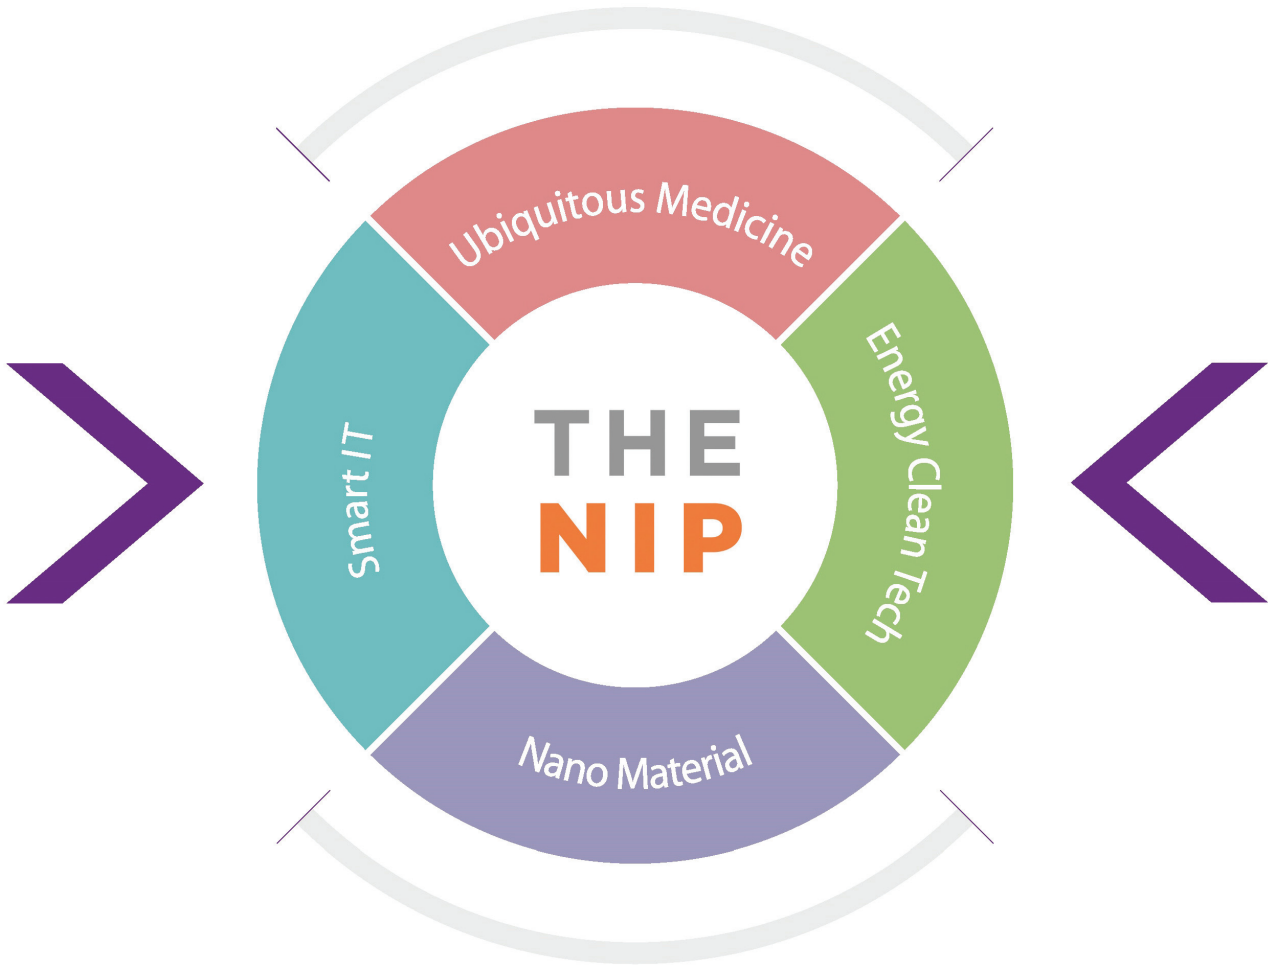 Ubiquitous Medicine
Energy Clean Tech
Smart IT
THE
NIP
Nano Material